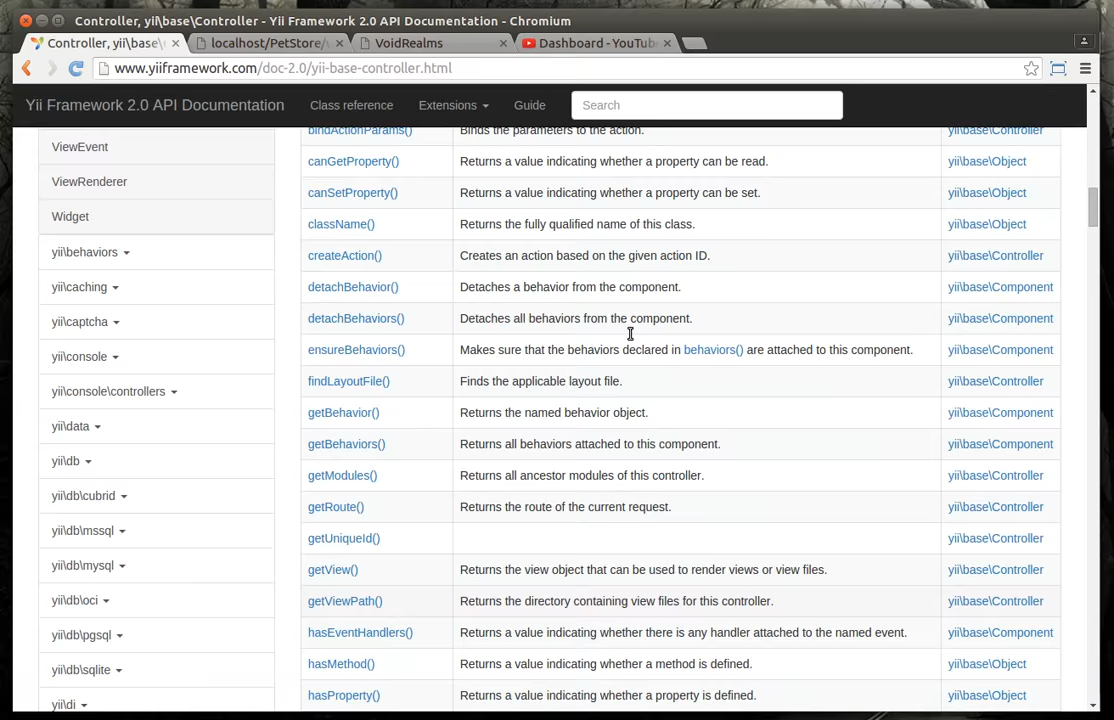 Controller, yii\base\Controller - Yii Framework 2.0 API Documentation - Chromium
Controller, yii\base\
localhost/PetStore/
VoidRealms
Dashboard - YouTube
www.yiiframework.com/doc-2.0/yii-base-controller.html
Yii Framework 2.0 API Documentation Class reference Extensions Guide Search
ViewEvent
ViewRenderer
Widget
yii\behaviors
yii\caching
yii\captcha
yii\console
yii\console\controllers
yii\data
yii\db
yii\db\cubrid
yii\db\mssql
yii\db\mysql
yii\db\oci
yii\db\pgsql
yii\db\sqlite
yii\di
bindActionParams() Binds the parameters to the action. yii\base\Controller
canGetProperty() Returns a value indicating whether a property can be read. yii\base\Object
canSetProperty() Returns a value indicating whether a property can be set. yii\base\Object
className() Returns the fully qualified name of this class. yii\base\Object
createAction() Creates an action based on the given action ID. yii\base\Controller
detachBehavior() Detaches a behavior from the component. yii\base\Component
detachBehaviors() Detaches all behaviors from the component. yii\base\Component
ensureBehaviors() Makes sure that the behaviors declared in behaviors() are attached to this component. yii\base\Component
findLayoutFile() Finds the applicable layout file. yii\base\Controller
getBehavior() Returns the named behavior object. yii\base\Component
getBehaviors() Returns all behaviors attached to this component. yii\base\Component
getModules() Returns all ancestor modules of this controller. yii\base\Controller
getRoute() Returns the route of the current request. yii\base\Controller
getUniqueId() yii\base\Controller
getView() Returns the view object that can be used to render views or view files. yii\base\Controller
getViewPath() Returns the directory containing view files for this controller. yii\base\Controller
hasEventHandlers() Returns a value indicating whether there is any handler attached to the named event. yii\base\Component
hasMethod() Returns a value indicating whether a method is defined. yii\base\Object
hasProperty() Returns a value indicating whether a property is defined. yii\base\Object